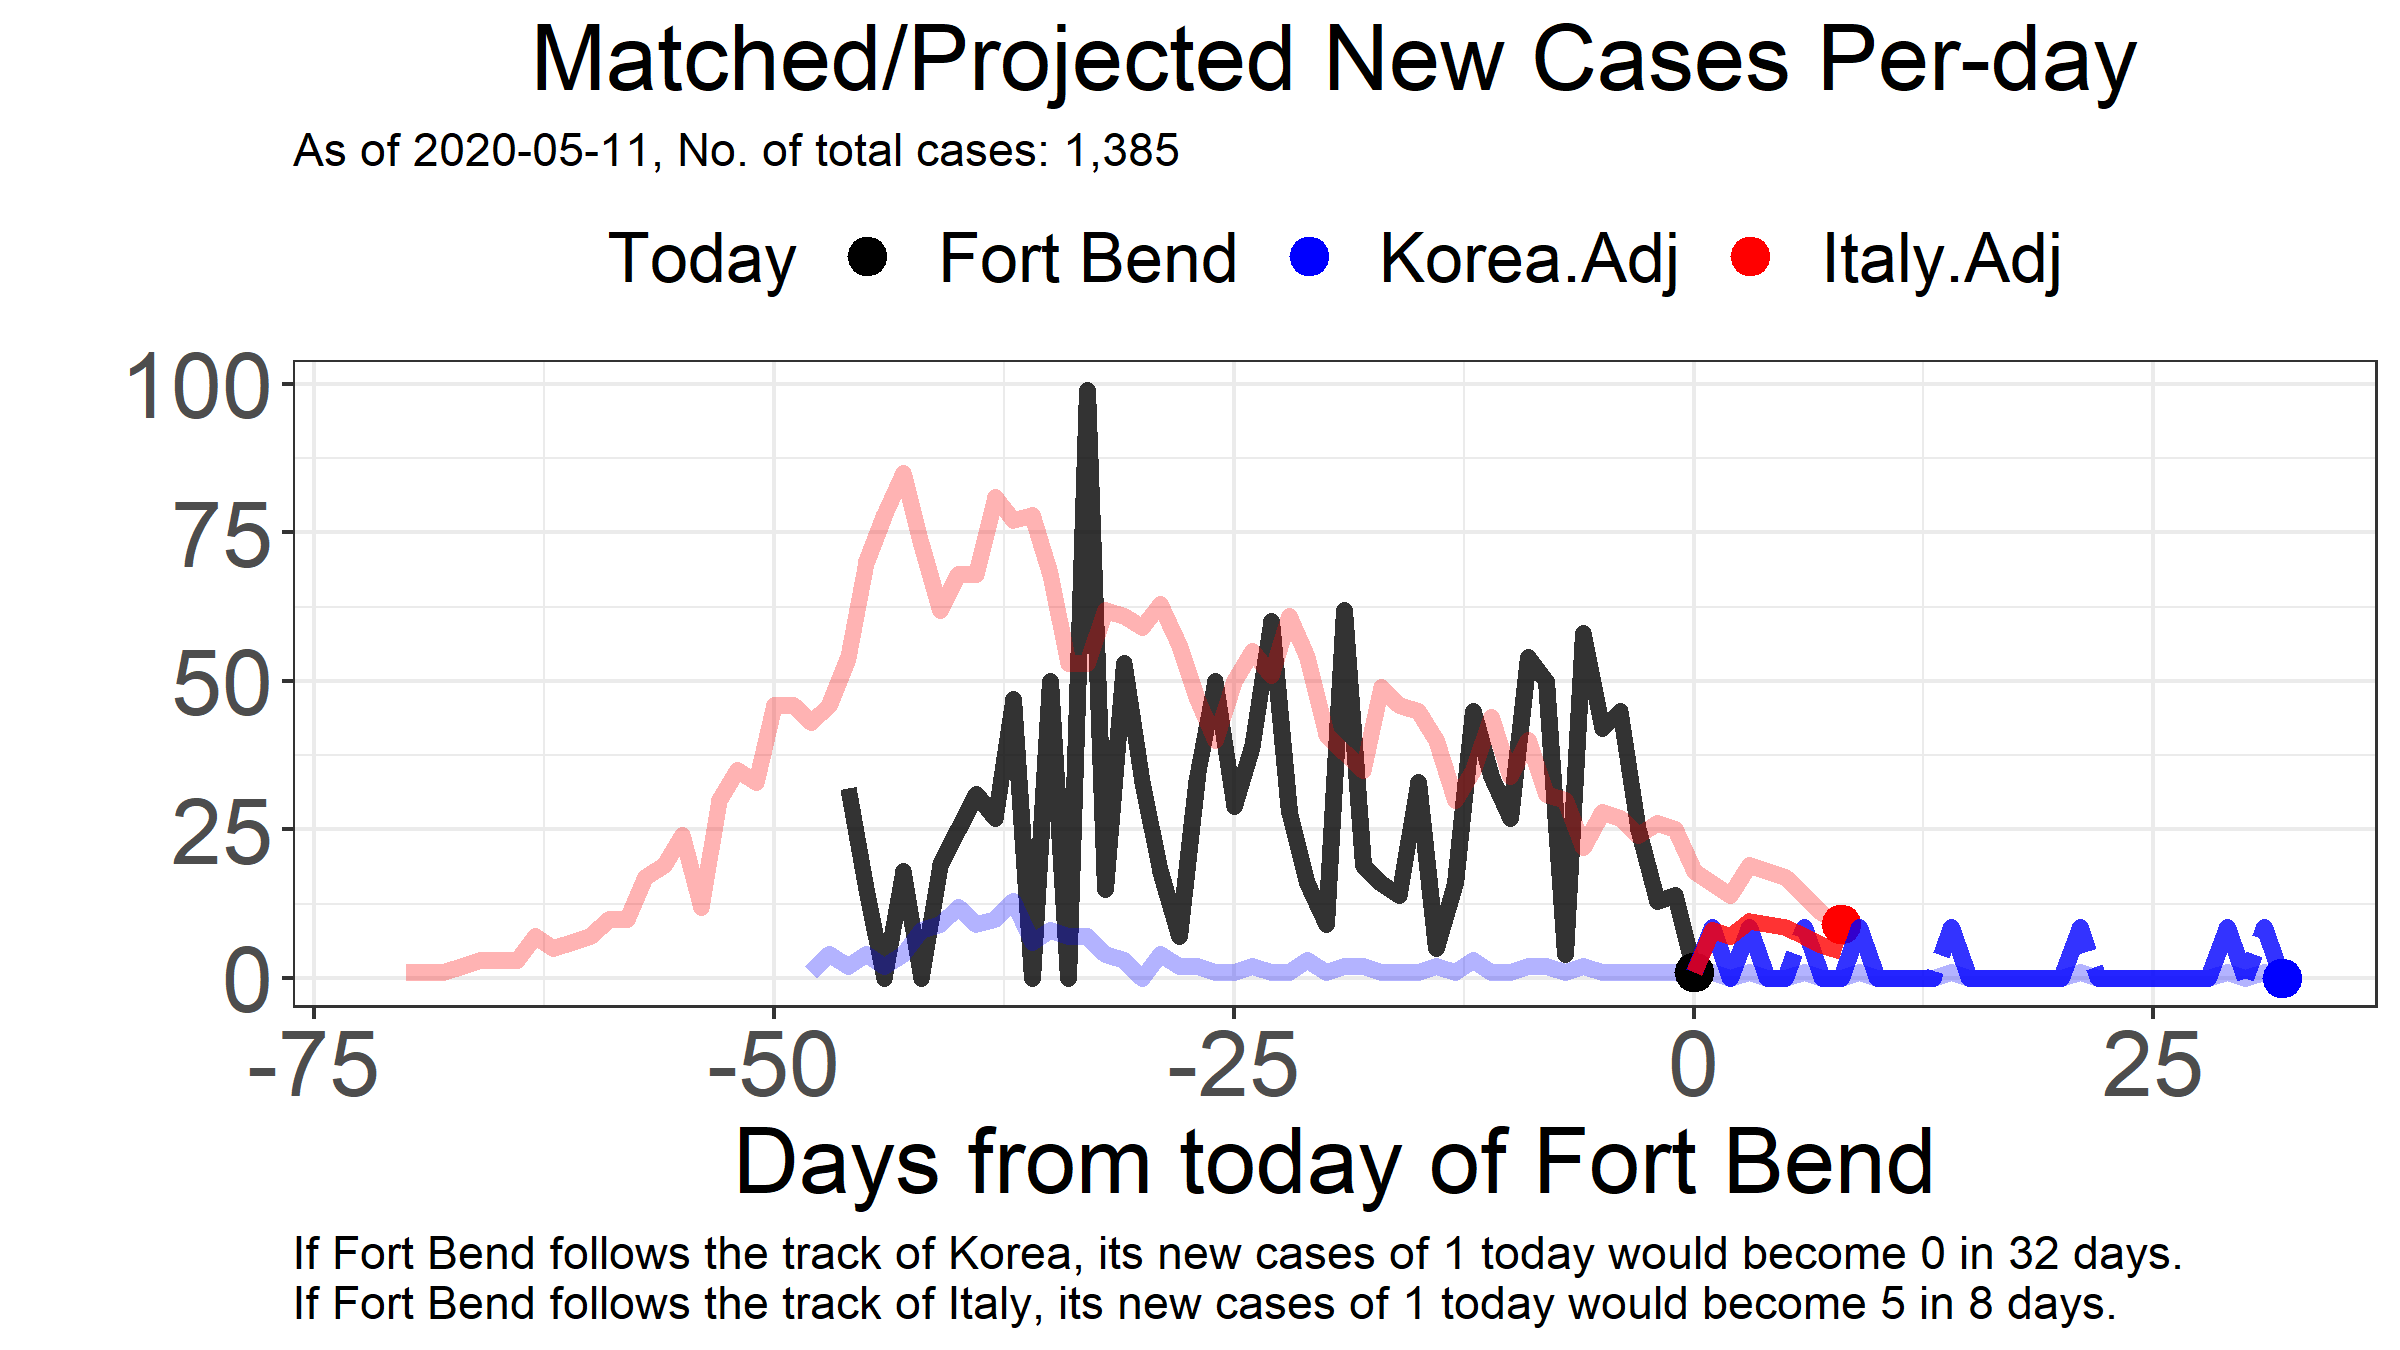 Matched/Projected New Cases Per-day
As of 2020-05-11, No. of total cases: 1,385
Today Fort Bend Korea.Adj Italy.Adj
100
75
50
25
0
-75 -50 -25 0 25
Days from today of Fort Bend
If Fort Bend follows the track of Korea, its new cases of 1 today would become 0 in 32 days.
If Fort Bend follows the track of Italy, its new cases of 1 today would become 5 in 8 days.